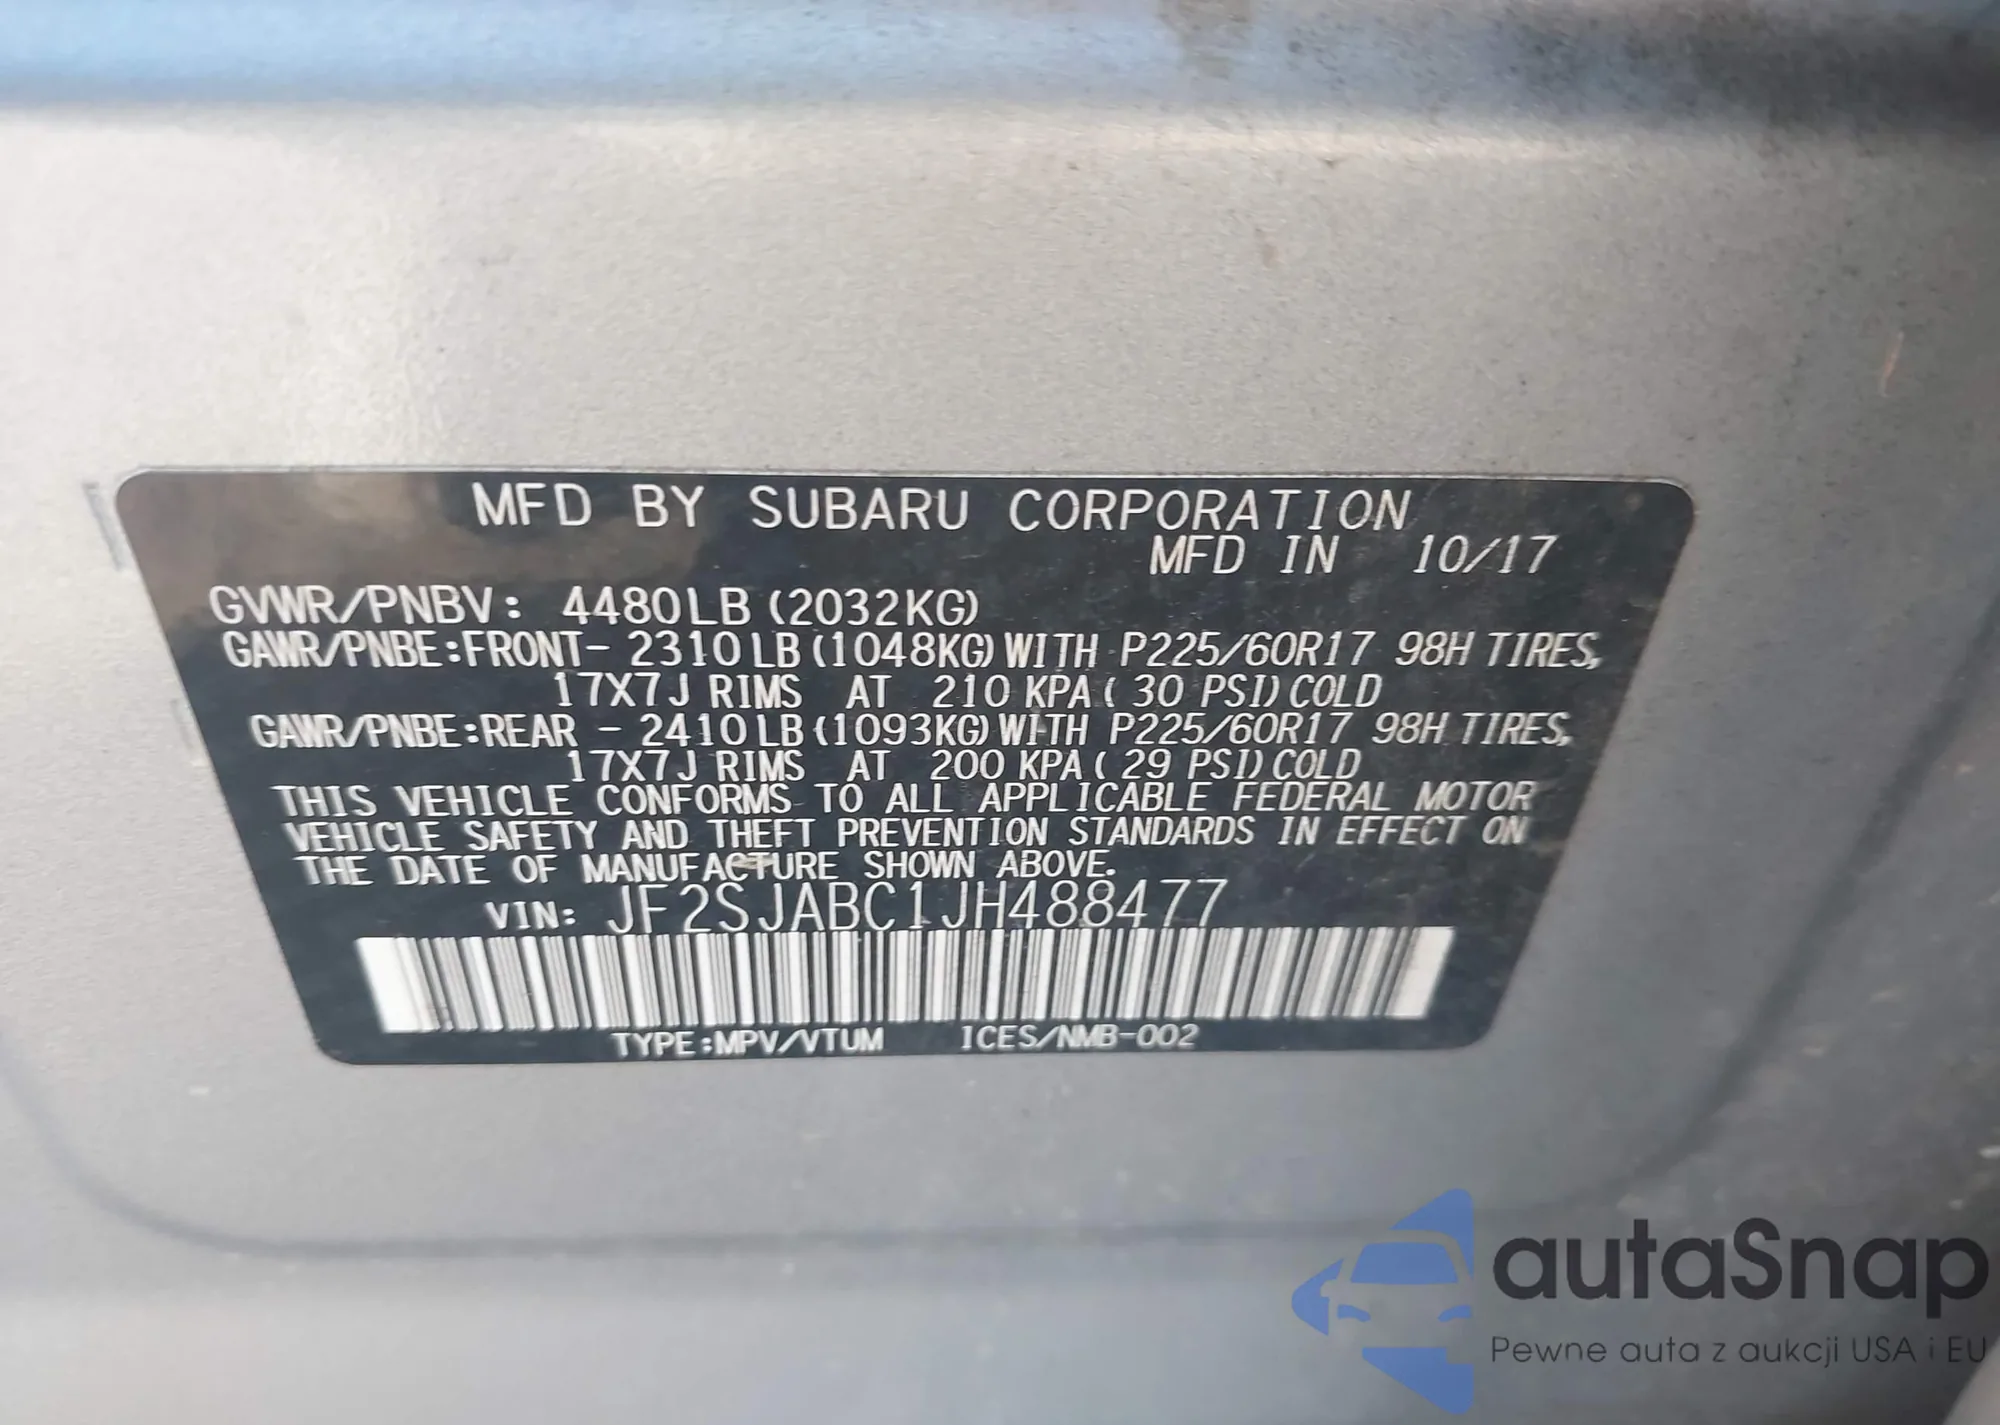 MFD BY SUBARU CORPORATION
MFD IN 10/17
GVWR/PNBV: 4480LB (2032KG)
GAWR/PNBE:FRONT- 2310LB (1048KG) WITH P225/60R17 98H TIRES,
17X7J RIMS AT 210 KPA ( 30 PSI) COLD
GAWR/PNBE:REAR - 2410LB (1093KG) WITH P225/60R17 98H TIRES,
17X7J RIMS AT 200 KPA ( 29 PSI) COLD
THIS VEHICLE CONFORMS TO ALL APPLICABLE FEDERAL MOTOR
VEHICLE SAFETY AND THEFT PREVENTION STANDARDS IN EFFECT ON
THE DATE OF MANUFACTURE SHOWN ABOVE.
VIN: JF2SJABC1JH488477
TYPE:MPV/VTUM ICES/NMB-002
autaSnap
Pewne auta z aukcji USA i EU